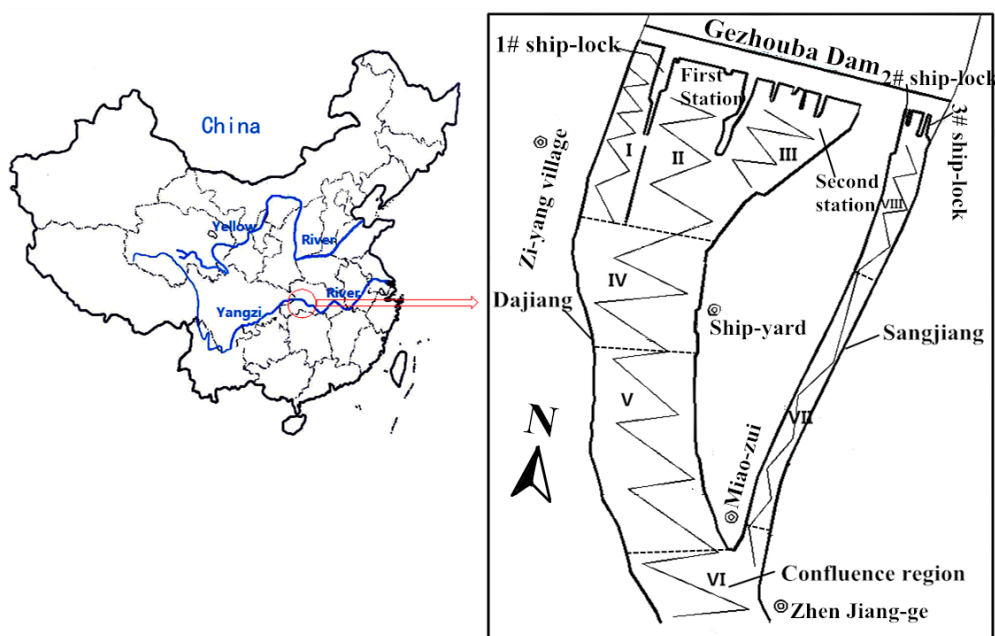 China
Yellow
River
Yangzi
River
Gezhouba Dam
1# ship-lock
2# ship-lock
3# ship-lock
First
Station
I
II
III
Second
station
VIII
Zi-yang village
IV
Dajiang
Ship-yard
Sangjiang
V
VII
N
Miao-zui
VI
Confluence region
Zhen Jiang-ge